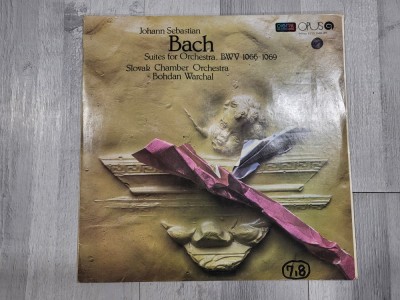 Johann Sebastian
Bach
Suites for Orchestra, BWV 1066-1069
Slovak Chamber Orchestra
Bohdan Warchal
OPUS
7,8